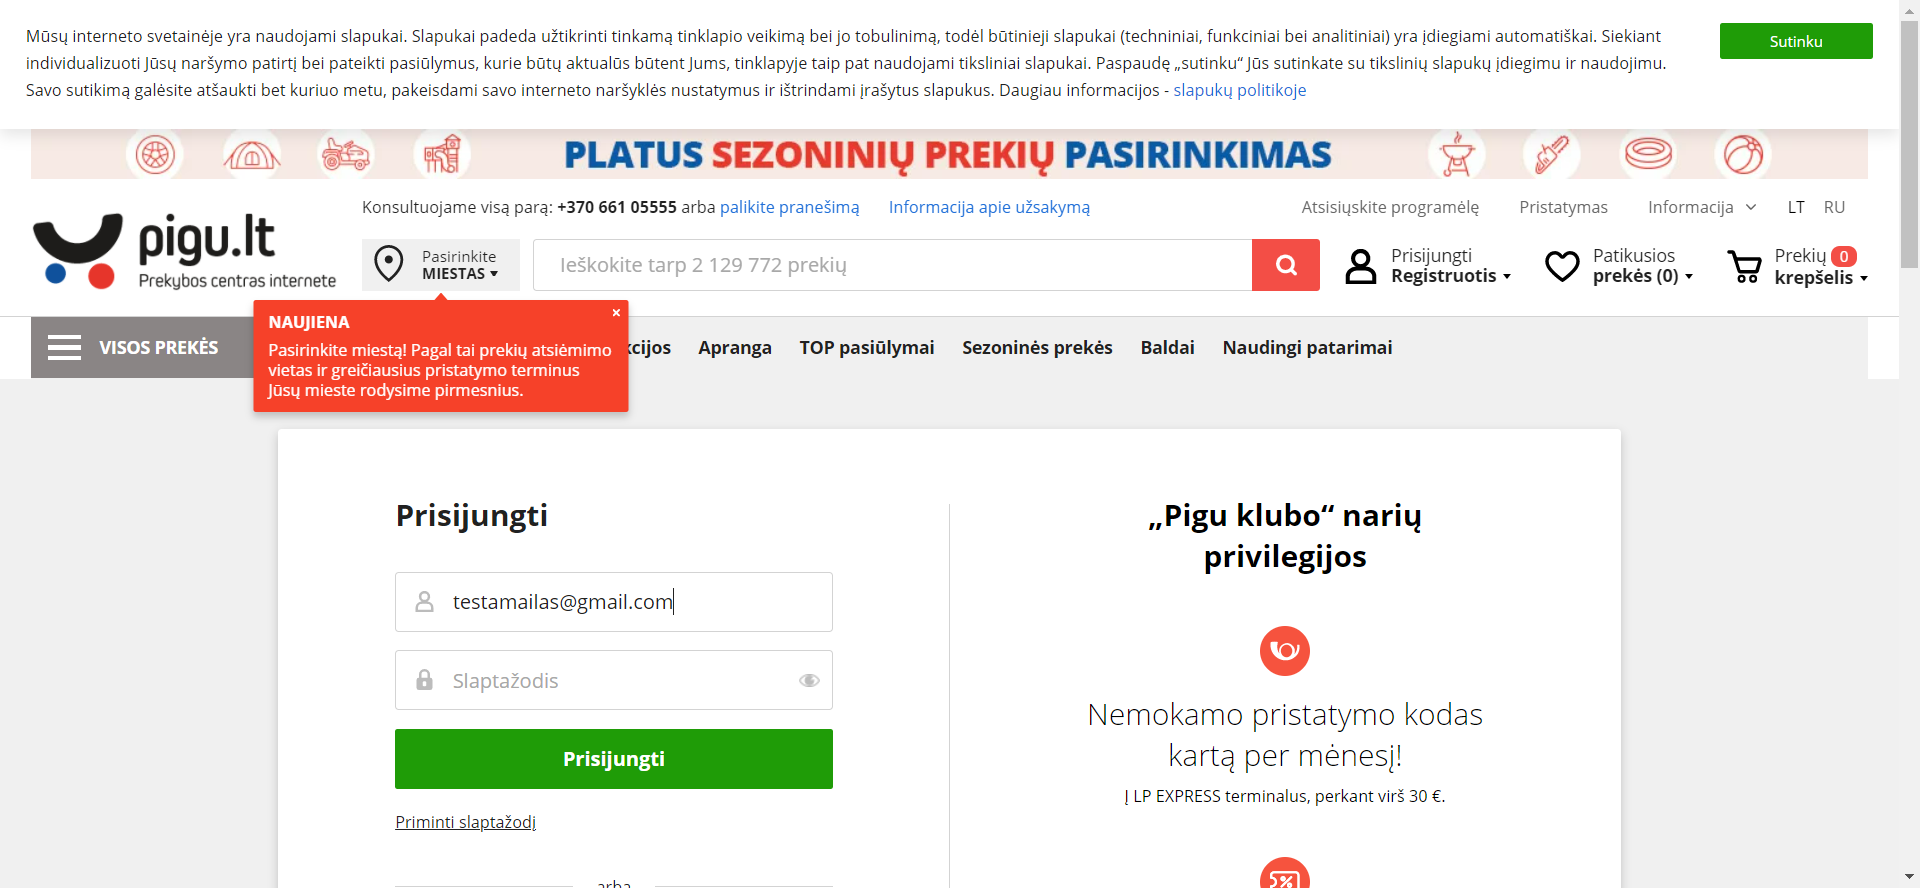 Mūsų interneto svetainėje yra naudojami slapukai. Slapukai padeda užtikrinti tinkamą tinklapio veikimą bei jo tobulinimą, todėl būtinieji slapukai (techniniai, funkciniai bei analitiniai) yra įdiegiami automatiškai. Siekiant
individualizuoti Jūsų naršymo patirtį bei pateikti pasiūlymus, kurie būtų aktualūs būtent Jums, tinklapyje taip pat naudojami tiksliniai slapukai. Paspaudę „sutinku“ Jūs sutinkate su tikslinių slapukų įdiegimu ir naudojimu.
Savo sutikimą galėsite atšaukti bet kuriuo metu, pakeisdami savo interneto naršyklės nustatymus ir ištrindami įrašytus slapukus. Daugiau informacijos - slapukų politikoje
Sutinku
PLATUS SEZONINIŲ PREKIŲ PASIRINKIMAS
Konsultuojame visą parą: +370 661 05555 arba palikite pranešimą
Informacija apie užsakymą
Atsisiųskite programėlę
Pristatymas
Informacija
LT
RU
pigu.lt
Prekybos centras internete
Pasirinkite
MIESTAS
Ieškokite tarp 2 129 772 prekių
Prisijungti
Registruotis
Patikusios
prekės (0)
Prekių 0
krepšelis
VISOS PREKĖS
kcijos
Apranga
TOP pasiūlymai
Sezoninės prekės
Baldai
Naudingi patarimai
NAUJIENA
×
Pasirinkite miestą! Pagal tai prekių atsiėmimo
vietas ir greičiausius pristatymo terminus
Jūsų mieste rodysime pirmesnius.
Prisijungti
testamailas@gmail.com
Slaptažodis
Prisijungti
Priminti slaptažodį
arba
„Pigu klubo“ narių
privilegijos
Nemokamo pristatymo kodas
kartą per mėnesį!
Į LP EXPRESS terminalus, perkant virš 30 €.
%